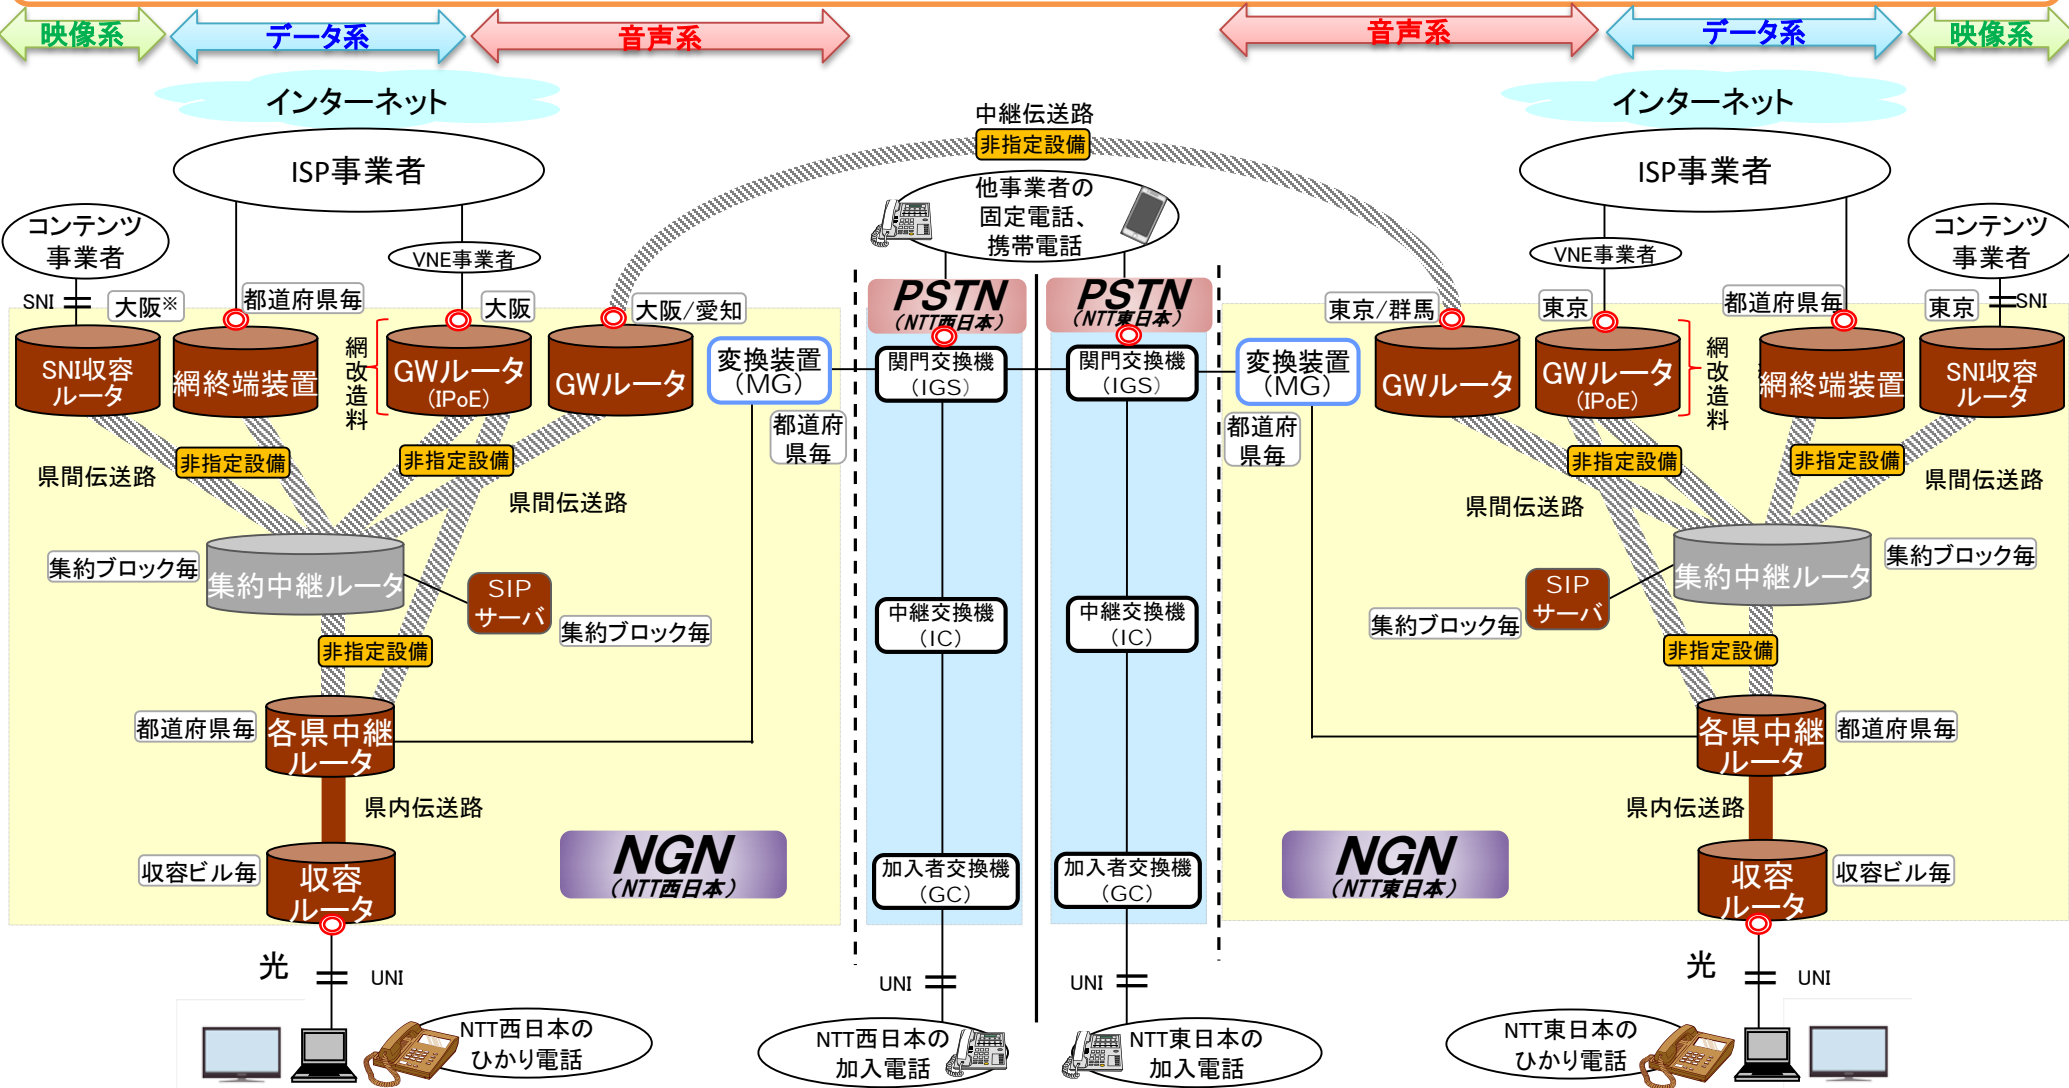 映像系
データ系
音声系
音声系
データ系
映像系
インターネット
インターネット
中継伝送路
非指定設備
ISP事業者
ISP事業者
他事業者の
固定電話、
携帯電話
コンテンツ
事業者
VNE事業者
VNE事業者
コンテンツ
事業者
SNI
大阪※
都道府県毎
大阪
大阪/愛知
PSTN
(NTT西日本)
PSTN
(NTT東日本)
東京/群馬
東京
都道府県毎
東京
SNI
SNI収容
ルータ
網終端装置
網改造料
GWルータ
(IPoE)
GWルータ
変換装置
(MG)
関門交換機
(IGS)
関門交換機
(IGS)
変換装置
(MG)
GWルータ
GWルータ
(IPoE)
網改造料
網終端装置
SNI収容
ルータ
都道府
県毎
都道府
県毎
非指定設備
非指定設備
非指定設備
非指定設備
県間伝送路
県間伝送路
県間伝送路
県間伝送路
集約ブロック毎
集約中継ルータ
SIP
サーバ
集約ブロック毎
中継交換機
(IC)
中継交換機
(IC)
集約ブロック毎
SIP
サーバ
集約中継ルータ
集約ブロック毎
非指定設備
非指定設備
都道府県毎
各県中継
ルータ
各県中継
ルータ
都道府県毎
県内伝送路
県内伝送路
NGN
(NTT西日本)
NGN
(NTT東日本)
収容ビル毎
収容
ルータ
加入者交換機
(GC)
加入者交換機
(GC)
収容
ルータ
収容ビル毎
光
UNI
UNI
UNI
光
UNI
NTT西日本の
ひかり電話
NTT西日本の
加入電話
NTT東日本の
加入電話
NTT東日本の
ひかり電話